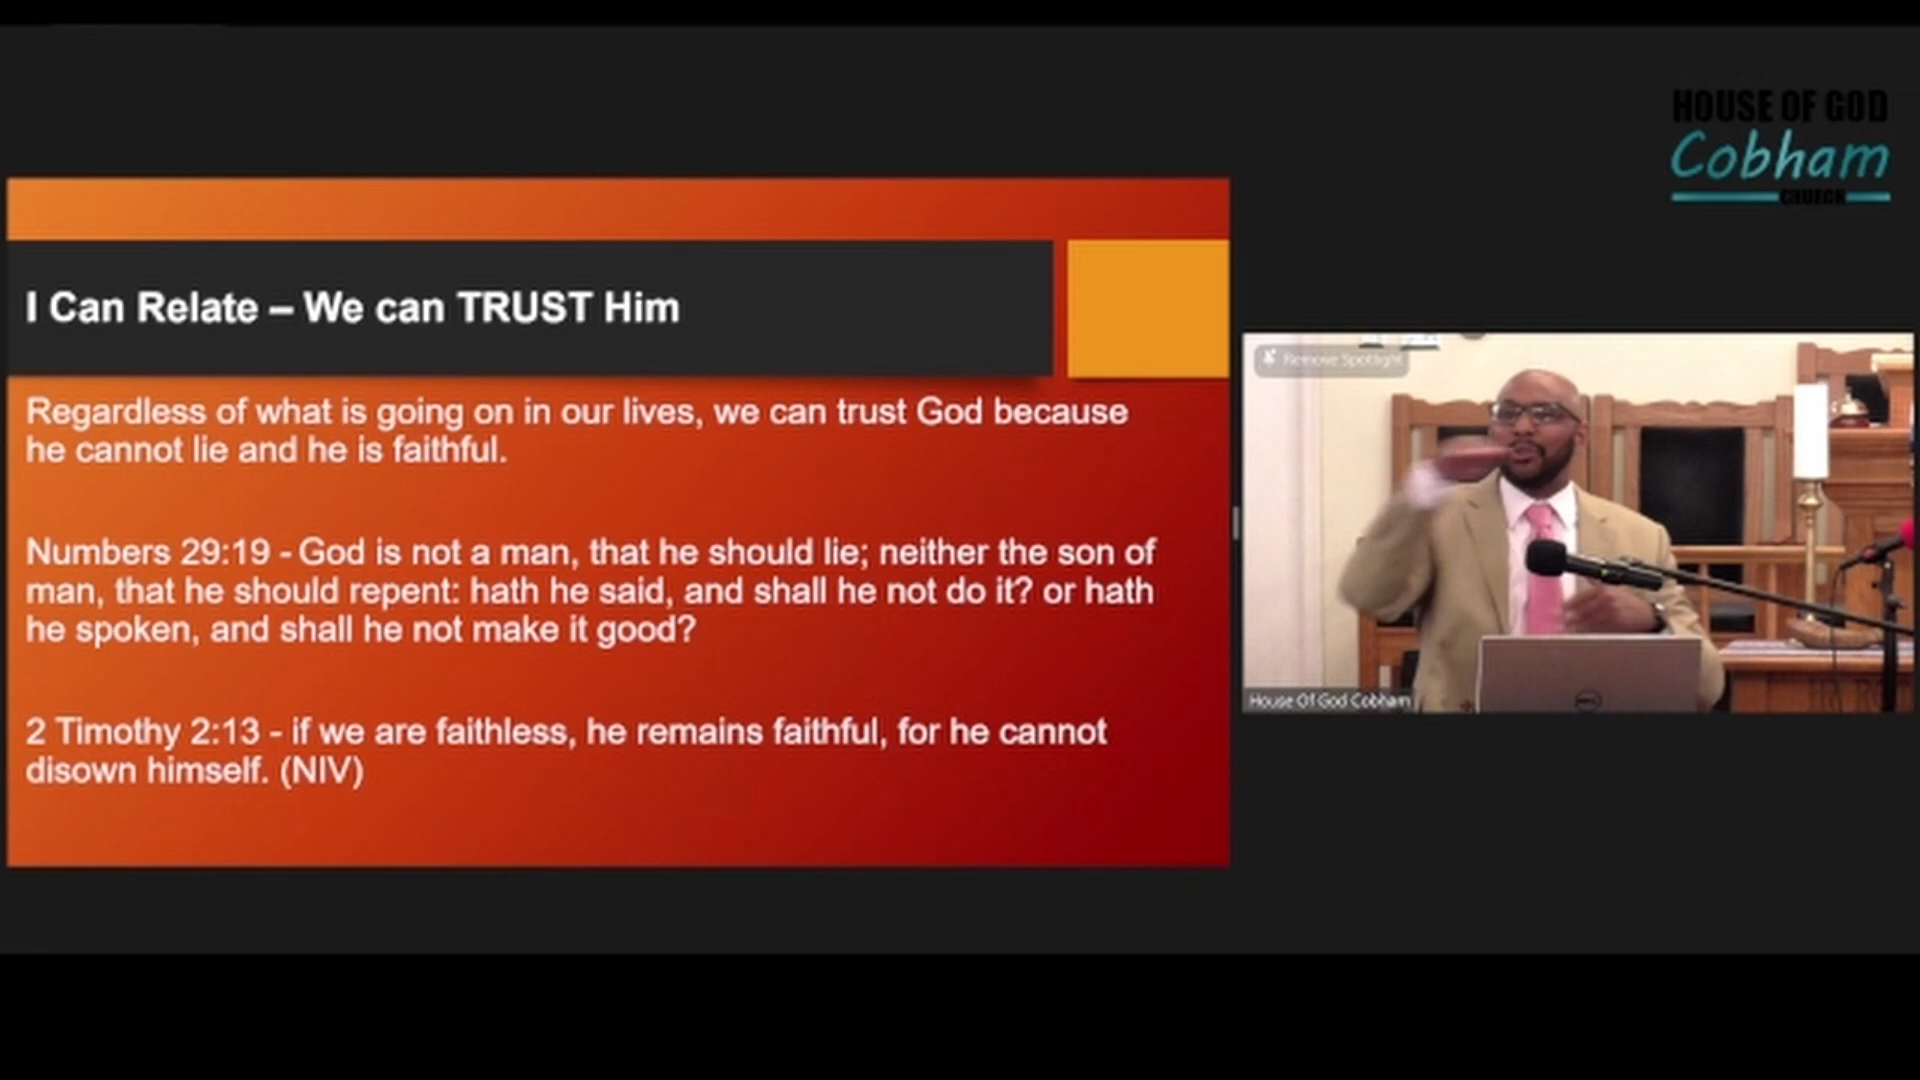 HOUSE OF GOD
Cobham
CHURCH
I Can Relate – We can TRUST Him
Regardless of what is going on in our lives, we can trust God because
he cannot lie and he is faithful.
Numbers 29:19 - God is not a man, that he should lie; neither the son of
man, that he should repent: hath he said, and shall he not do it? or hath
he spoken, and shall he not make it good?
2 Timothy 2:13 - if we are faithless, he remains faithful, for he cannot
disown himself. (NIV)
Remove Spotlight
House Of God Cobham
DELL